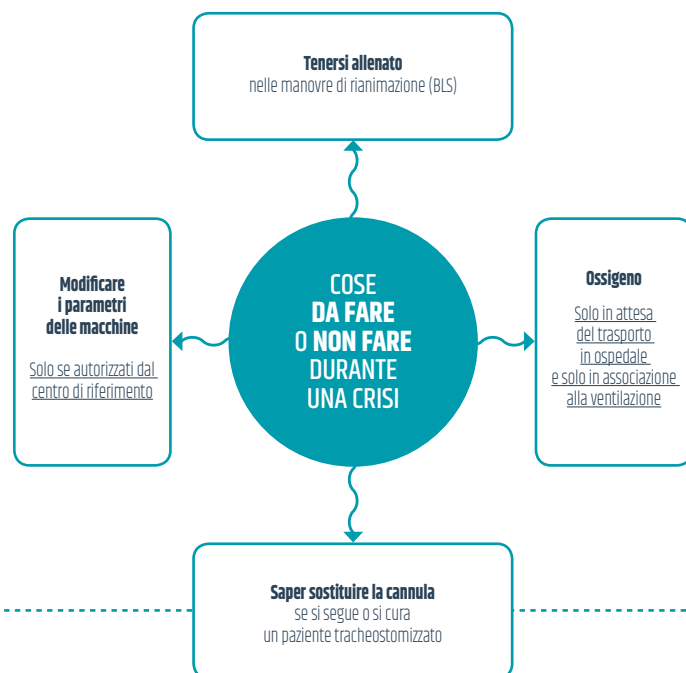 Tenersi allenato
nelle manovre di rianimazione (BLS)
Modificare
i parametri
delle macchine
Solo se autorizzati dal
centro di riferimento
COSE
DA FARE
O NON FARE
DURANTE
UNA CRISI
Ossigeno
Solo in attesa
del trasporto
in ospedale
e solo in associazione
alla ventilazione
Saper sostituire la cannula
se si segue o si cura
un paziente tracheostomizzato